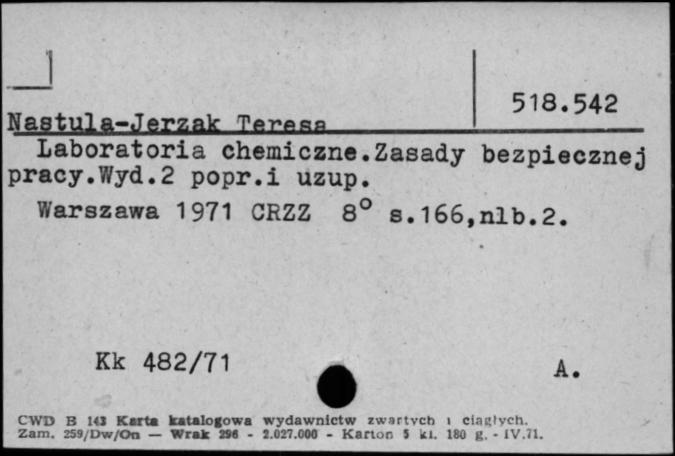 518.542
Nastula-Jerzak Teresa
Laboratoria chemiczne.Zasady bezpiecznej
pracy.Wyd.2 popr.i uzup.
Warszawa 1971 CRZZ 8° s.166,nlb.2.
Kk 482/71
A.
CWD B 143 Karta katalogowa wydawnictw zwartych i ciągłych.
Zam. 259/Dw/On — Wrak 296 - 2.027.000 - Karton 5 kl. 180 g. - IV.71.